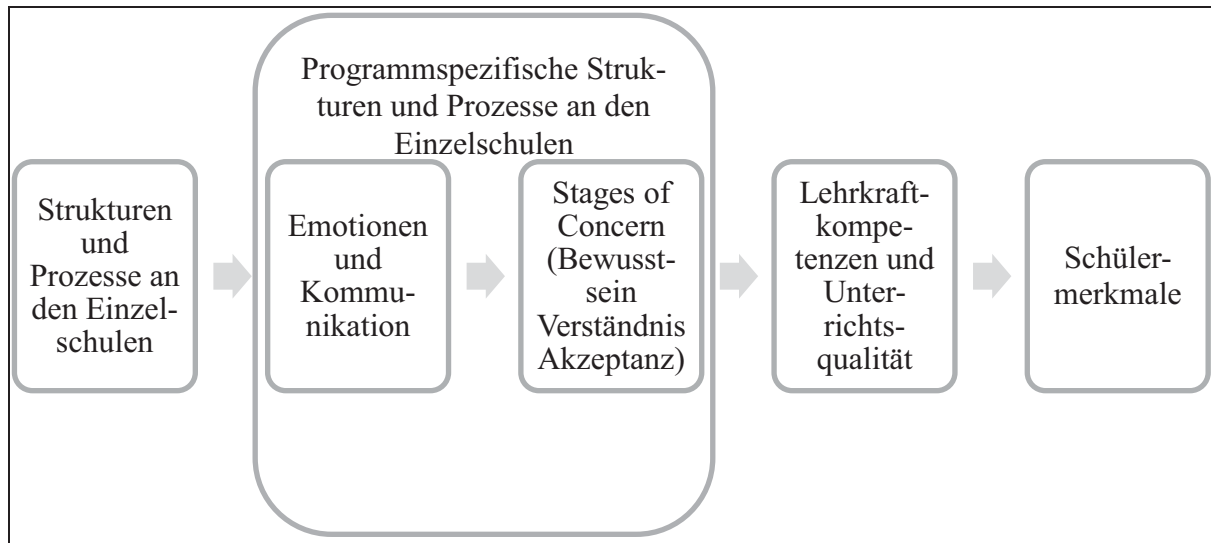 Programmspezifische Struk-
turen und Prozesse an den
Einzelschulen
Strukturen
und
Prozesse an
den Einzel-
schulen
Emotionen
und
Kommu-
nikation
Stages of
Concern
(Bewusst-
sein
Verständnis
Akzeptanz)
Lehrkraft-
kompe-
tenzen und
Unter-
richts-
qualität
Schüler-
merkmale